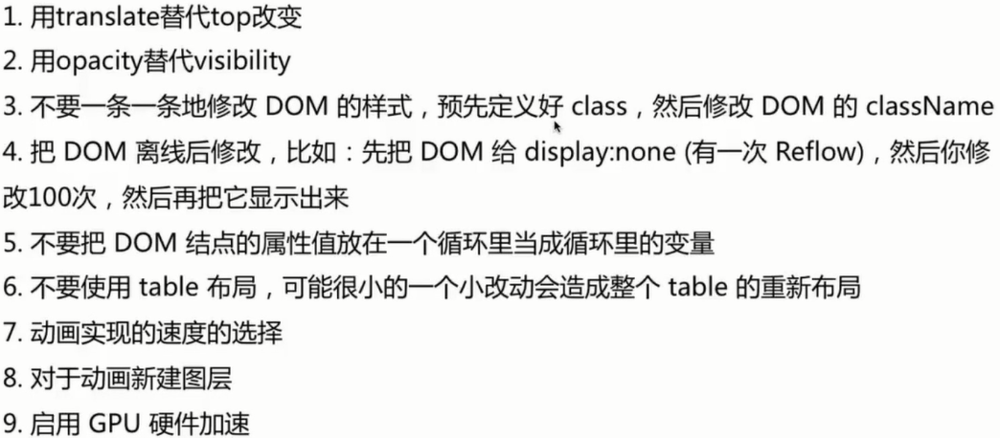 1. 用translate替代top改变
2. 用opacity替代visibility
3. 不要一条一条地修改 DOM 的样式，预先定义好 class，然后修改 DOM 的 className
4. 把 DOM 离线后修改，比如：先把 DOM 给 display:none (有一次 Reflow)，然后你修
改100次，然后再把它显示出来
5. 不要把 DOM 结点的属性值放在一个循环里当成循环里的变量
6. 不要使用 table 布局，可能很小的一个小改动会造成整个 table 的重新布局
7. 动画实现的速度的选择
8. 对于动画新建图层
9. 启用 GPU 硬件加速